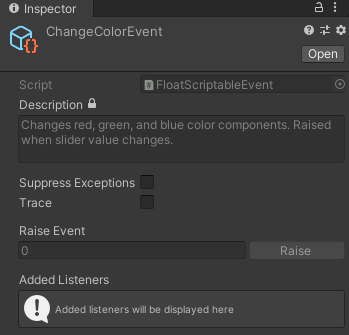 Inspector
ChangeColorEvent
Open
Script
#FloatScriptableEvent
Description
Changes red, green, and blue color components. Raised
when slider value changes.
Suppress Exceptions
Trace
Raise Event
0 Raise
Added Listeners
Added listeners will be displayed here